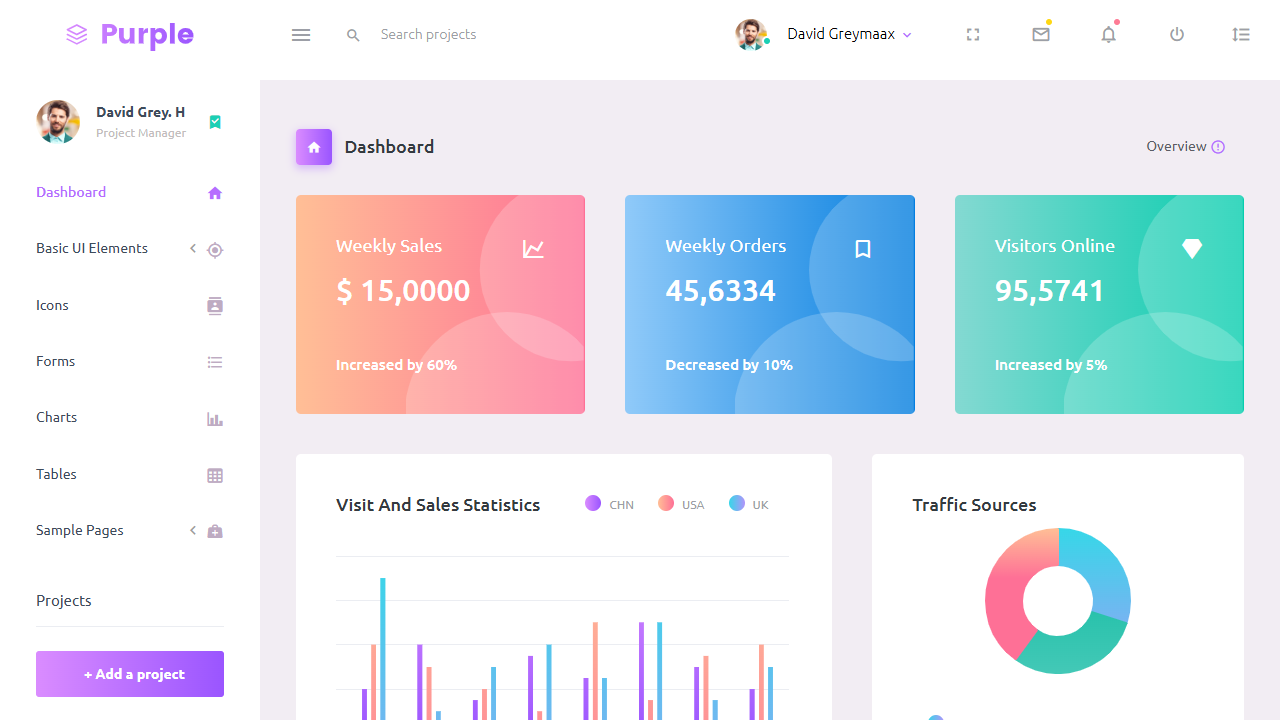 Purple
Search projects
David Greymaax
David Grey. H
Project Manager
Dashboard
Basic UI Elements
Icons
Forms
Charts
Tables
Sample Pages
Projects
+ Add a project
Dashboard
Overview
Weekly Sales
$ 15,0000
Increased by 60%
Weekly Orders
45,6334
Decreased by 10%
Visitors Online
95,5741
Increased by 5%
Visit And Sales Statistics
CHN
USA
UK
Traffic Sources